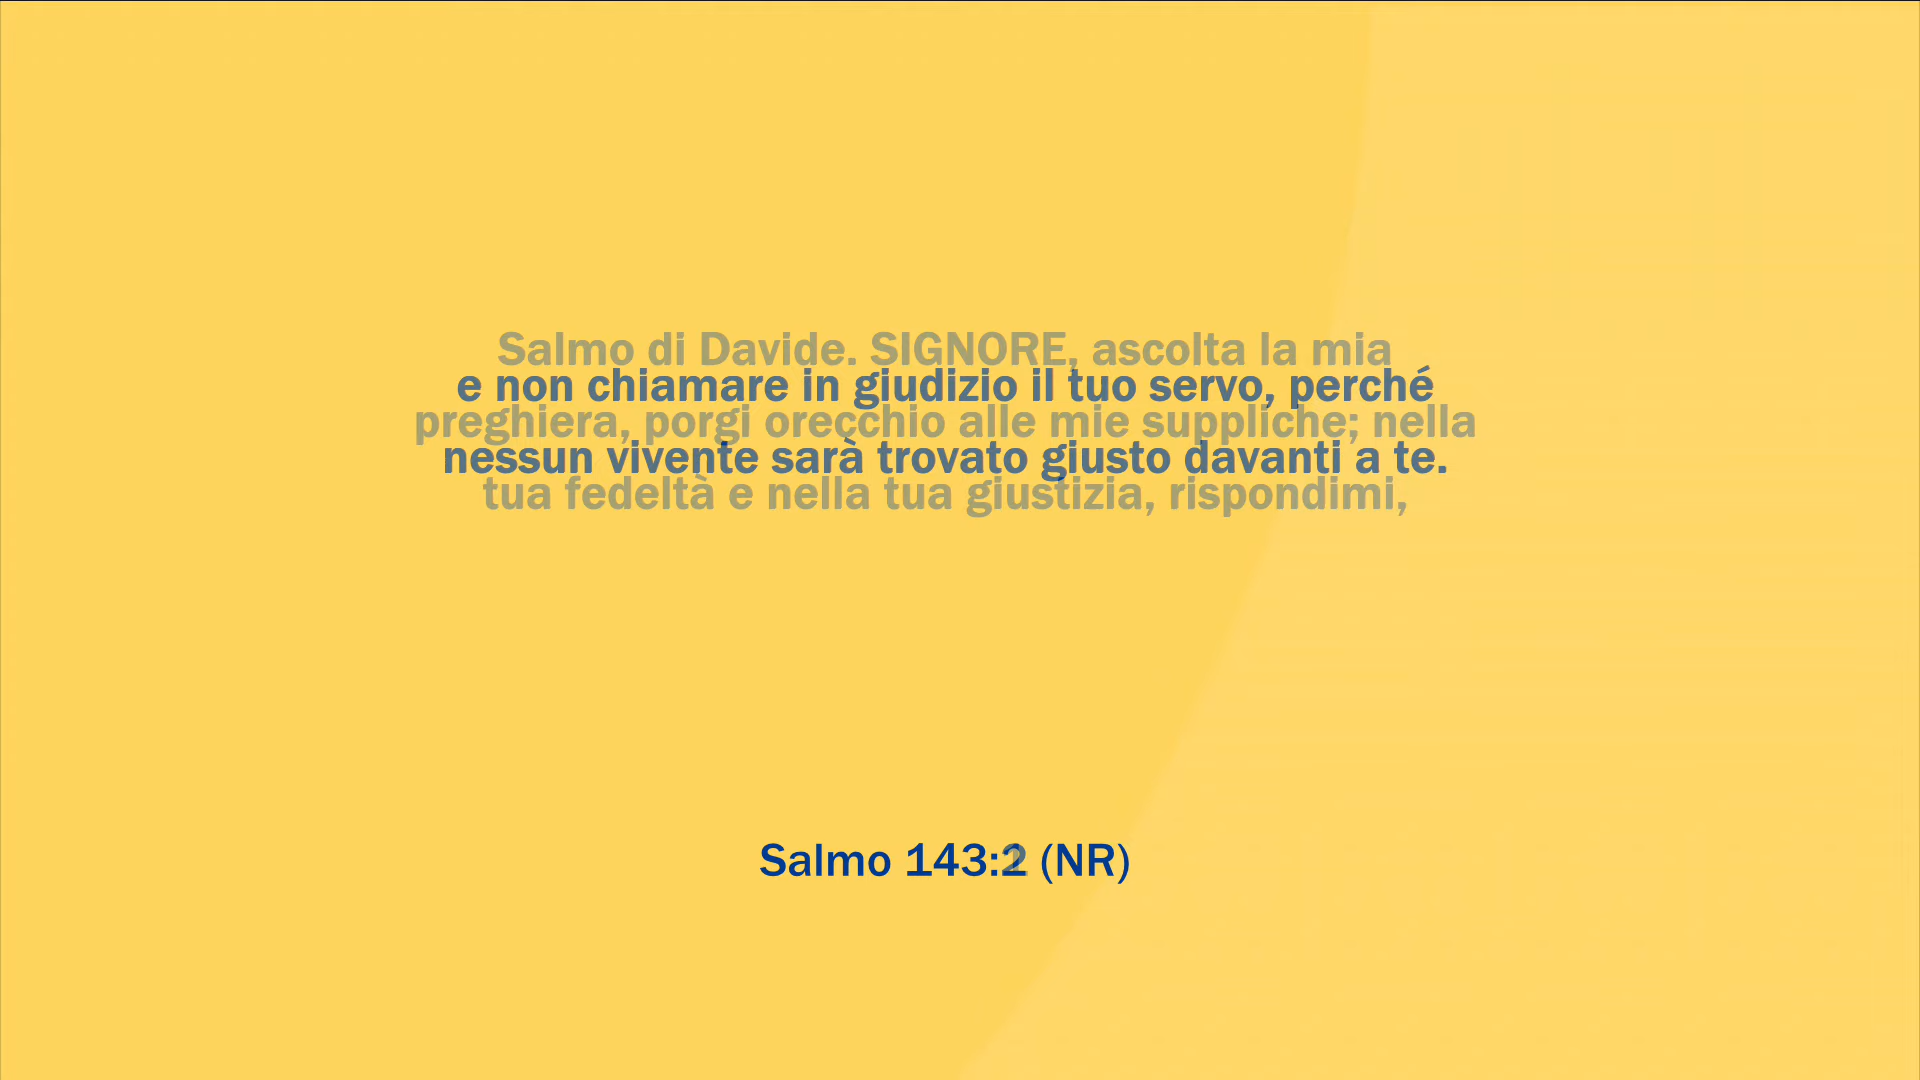 Salmo di Davide. SIGNORE, ascolta la mia
e non chiamare in giudizio il tuo servo, perché
preghiera, porgi orecchio alle mie suppliche; nella
nessun vivente sarà trovato giusto davanti a te.
tua fedeltà e nella tua giustizia, rispondimi,
Salmo 143:2 (NR)